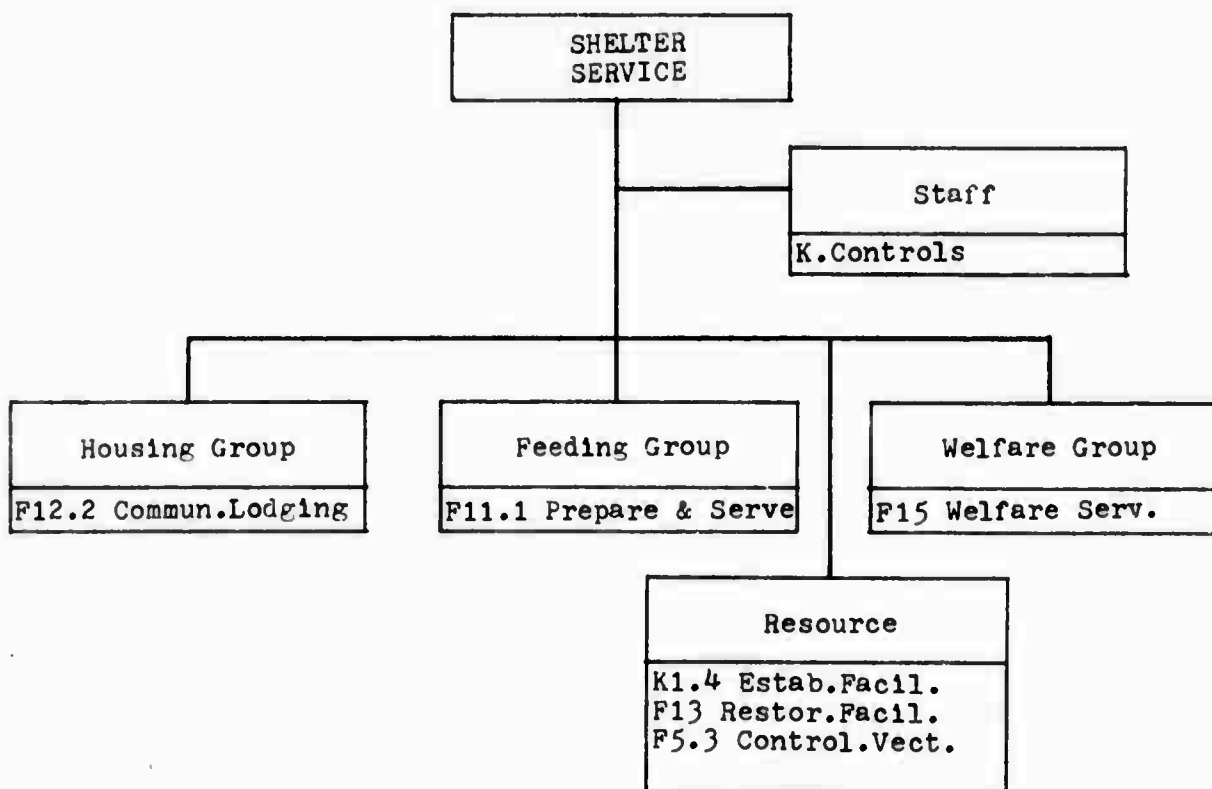 SHELTER
SERVICE
Staff
K.Controls
Housing Group
F12.2 Commun.Lodging
Feeding Group
F11.1 Prepare & Serve
Welfare Group
F15 Welfare Serv.
Resource
K1.4 Estab.Facil.
F13 Restor.Facil.
F5.3 Control.Vect.